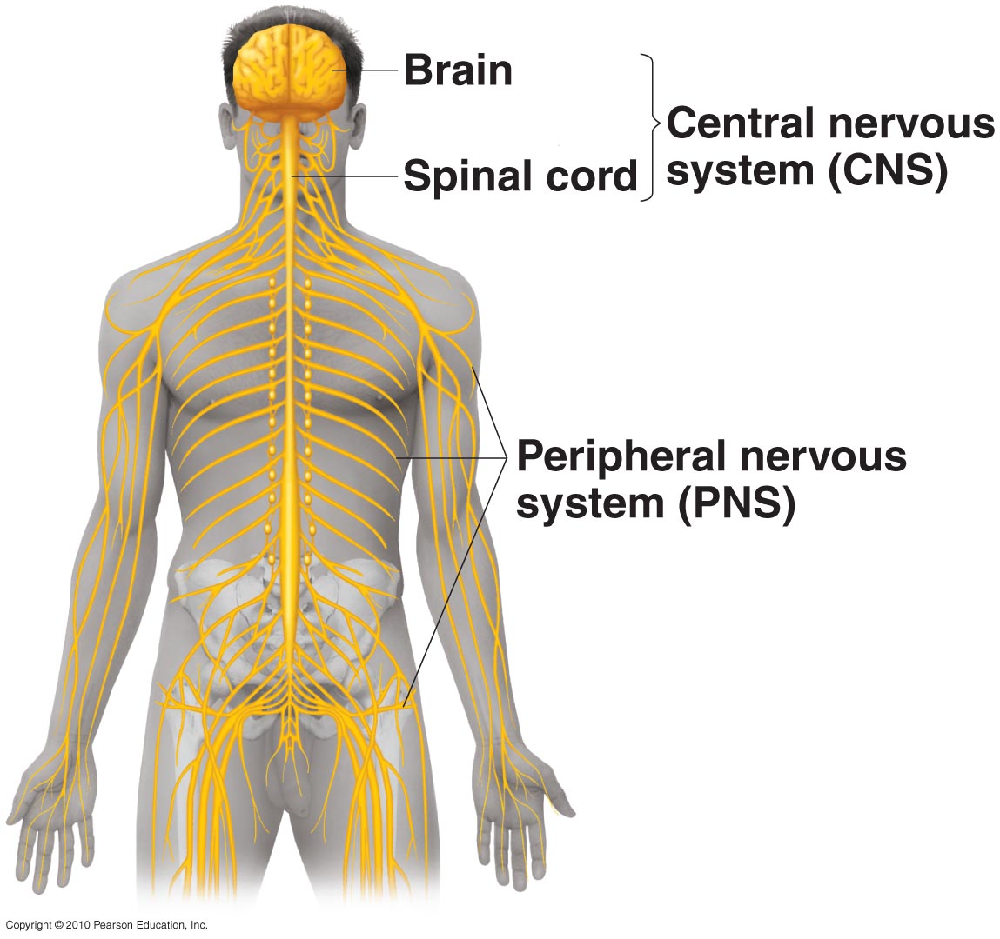 Brain
Spinal cord
Central nervous
system (CNS)
Peripheral nervous
system (PNS)
Copyright © 2010 Pearson Education, Inc.